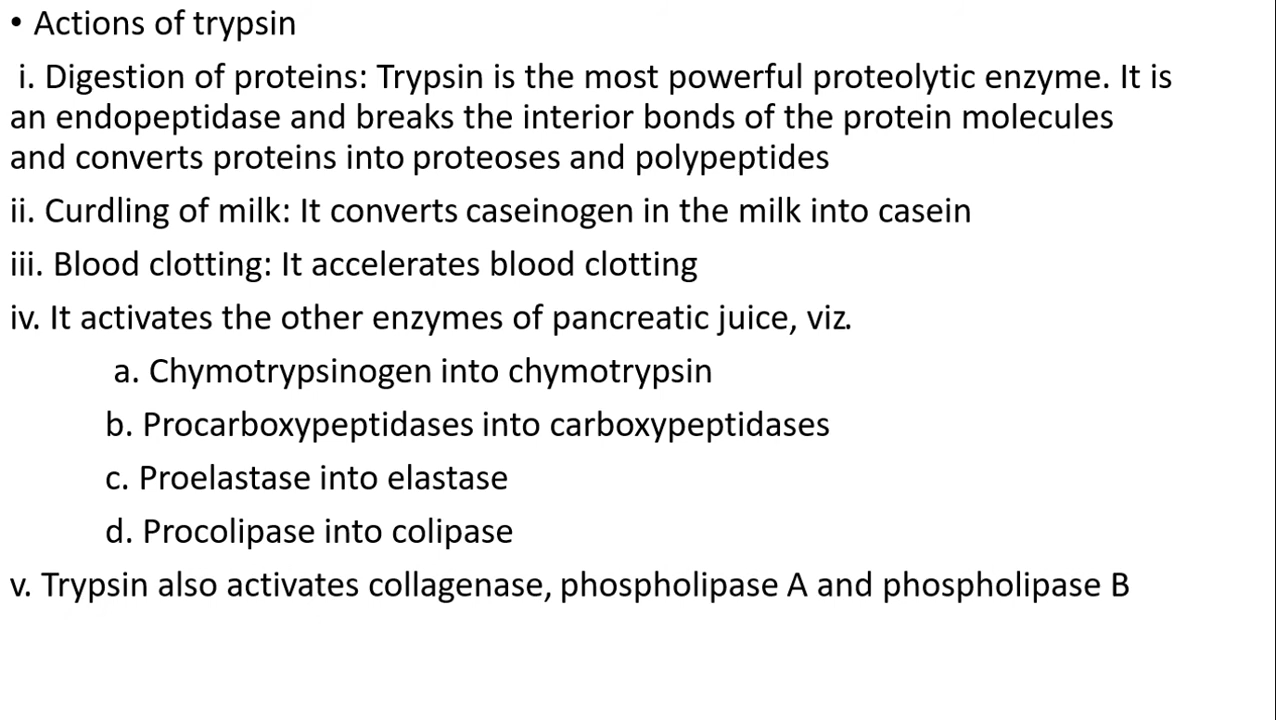 • Actions of trypsin
i. Digestion of proteins: Trypsin is the most powerful proteolytic enzyme. It is
an endopeptidase and breaks the interior bonds of the protein molecules
and converts proteins into proteoses and polypeptides
ii. Curdling of milk: It converts caseinogen in the milk into casein
iii. Blood clotting: It accelerates blood clotting
iv. It activates the other enzymes of pancreatic juice, viz.
a. Chymotrypsinogen into chymotrypsin
b. Procarboxypeptidases into carboxypeptidases
c. Proelastase into elastase
d. Procolipase into colipase
v. Trypsin also activates collagenase, phospholipase A and phospholipase B